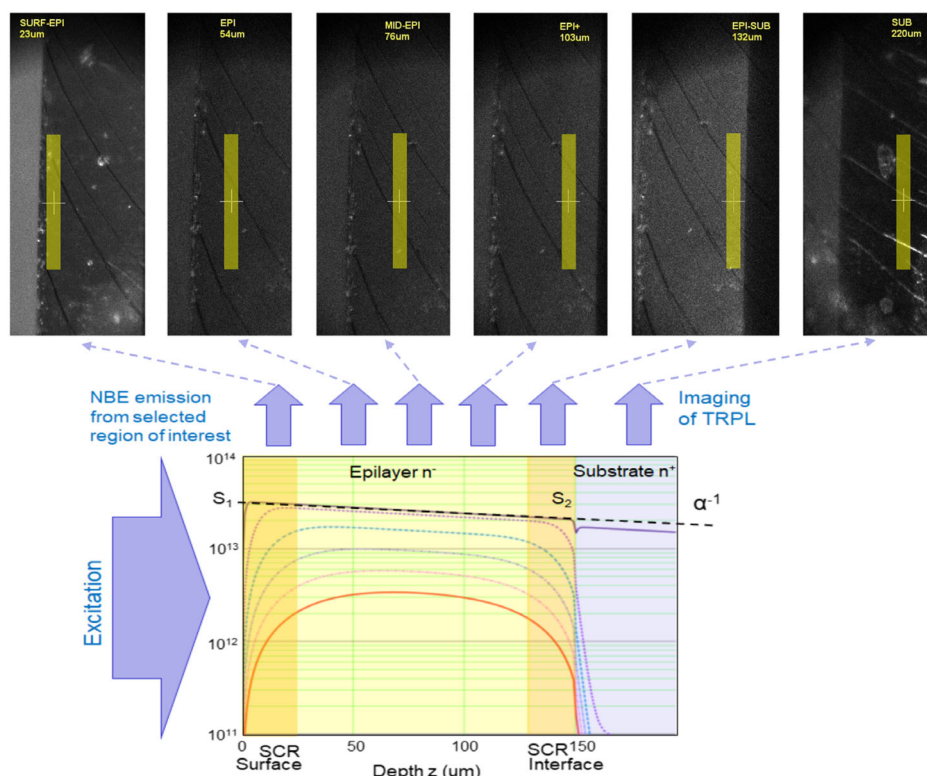 SURF-EPI
23um
EPI
54um
MID-EPI
76um
EPI+
103um
EPI-SUB
132um
SUB
220um
NBE emission
from selected
region of interest
Imaging
of TRPL
Excitation
10¹⁴
10¹³
10¹²
10¹¹
Epilayer n⁻
Substrate n⁺
S₁
S₂
α⁻¹
0
50
100
150
SCR
Surface
SCR
Interface
Depth z (um)